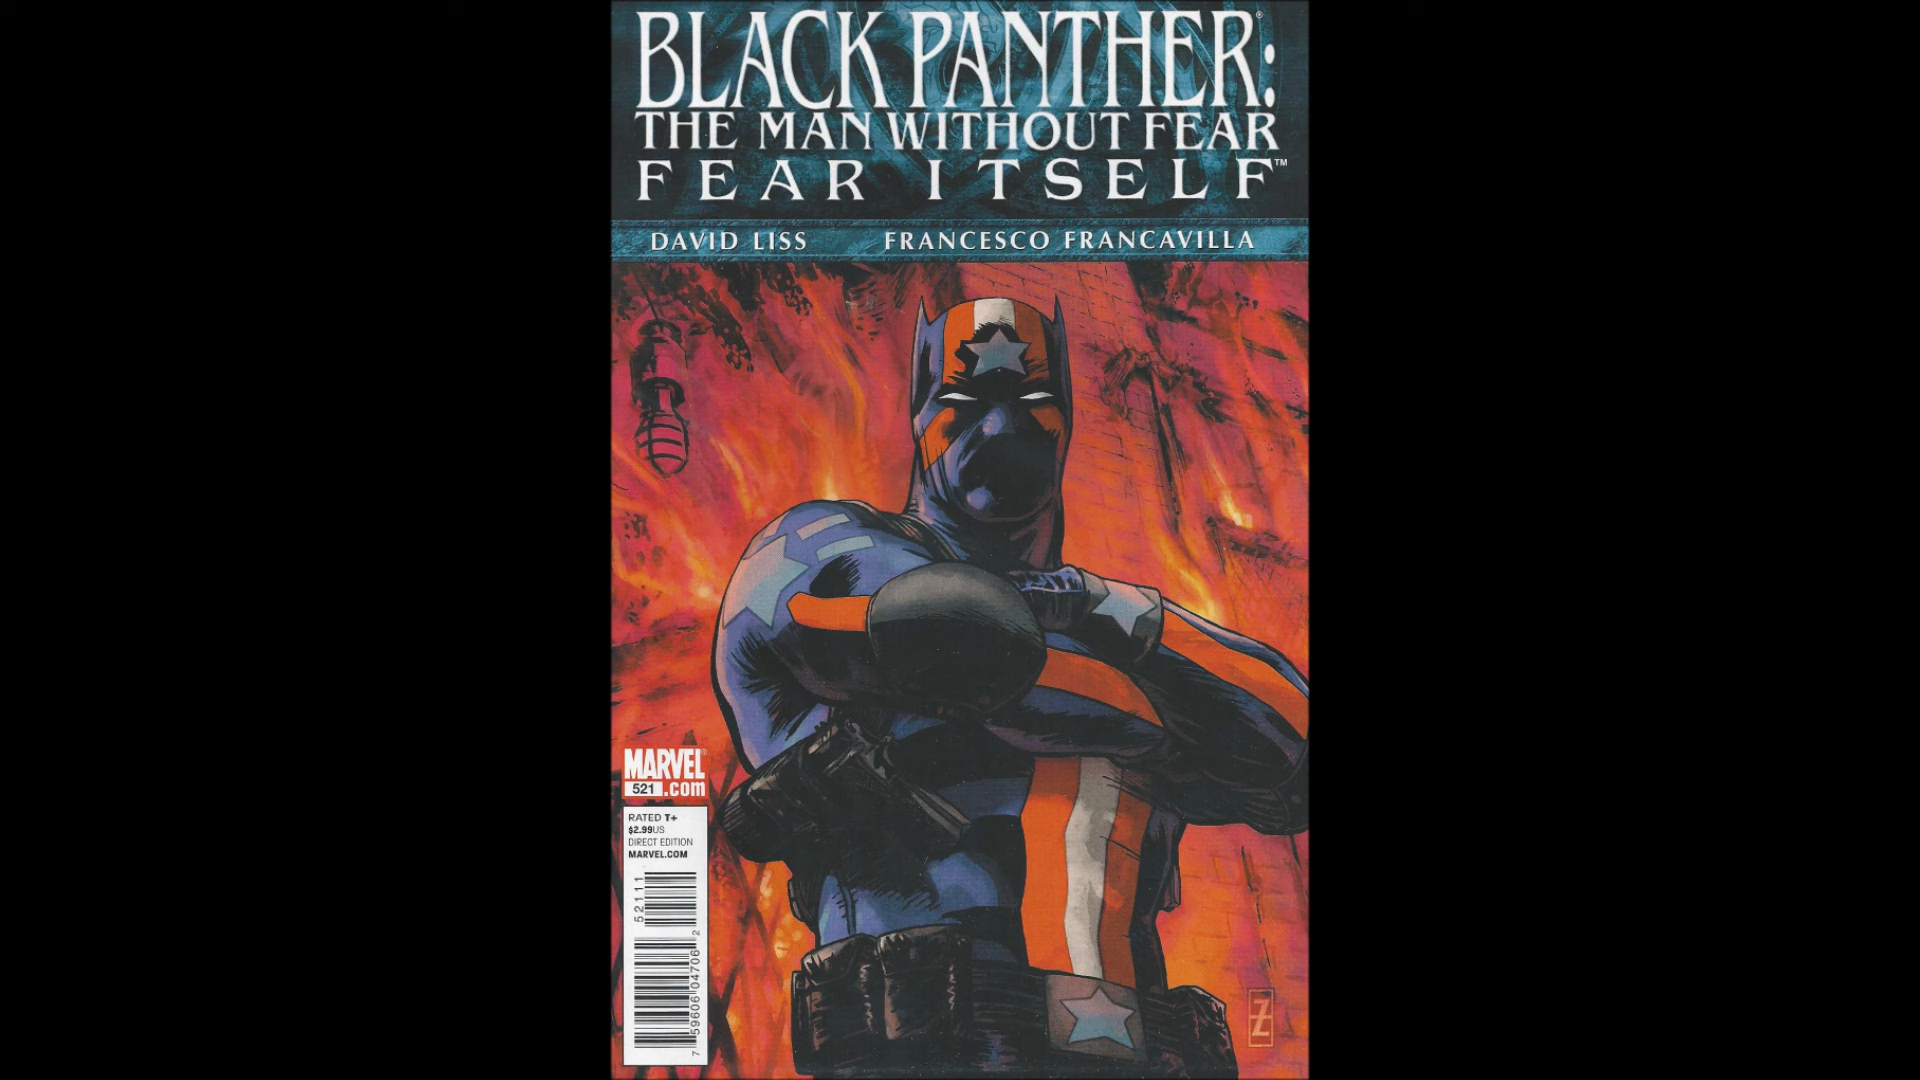 BLACK PANTHER:
THE MAN WITHOUT FEAR
FEAR ITSELF™
DAVID LISS FRANCESCO FRANCAVILLA
MARVEL
521 .com
RATED T+
$2.99US
DIRECT EDITION
MARVEL.COM
52111
7 59606 04706 2
Z